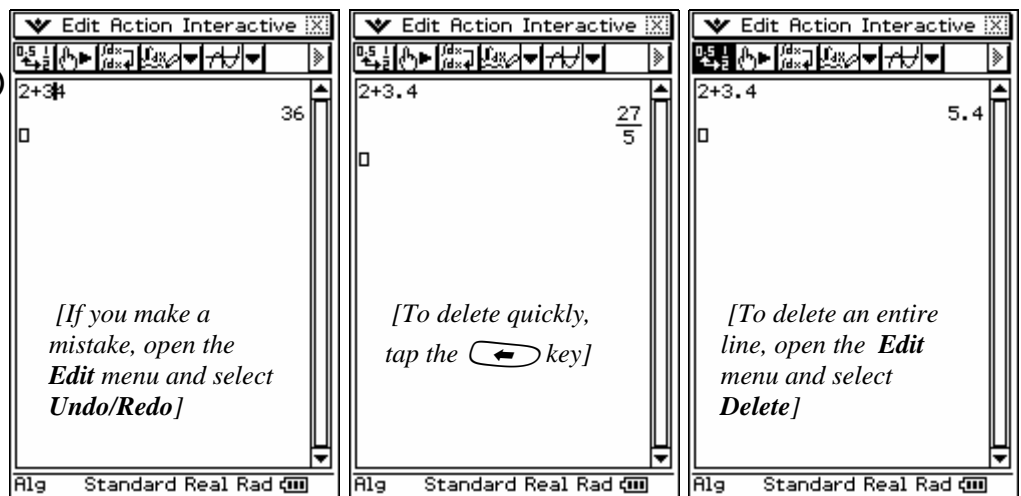 Edit Action Interactive
2+34
36
[If you make a
mistake, open the
Edit menu and select
Undo/Redo]
Alg Standard Real Rad
Edit Action Interactive
2+3.4
27
5
[To delete quickly,
tap the key]
Alg Standard Real Rad
Edit Action Interactive
2+3.4
5.4
[To delete an entire
line, open the Edit
menu and select
Delete]
Alg Standard Real Rad